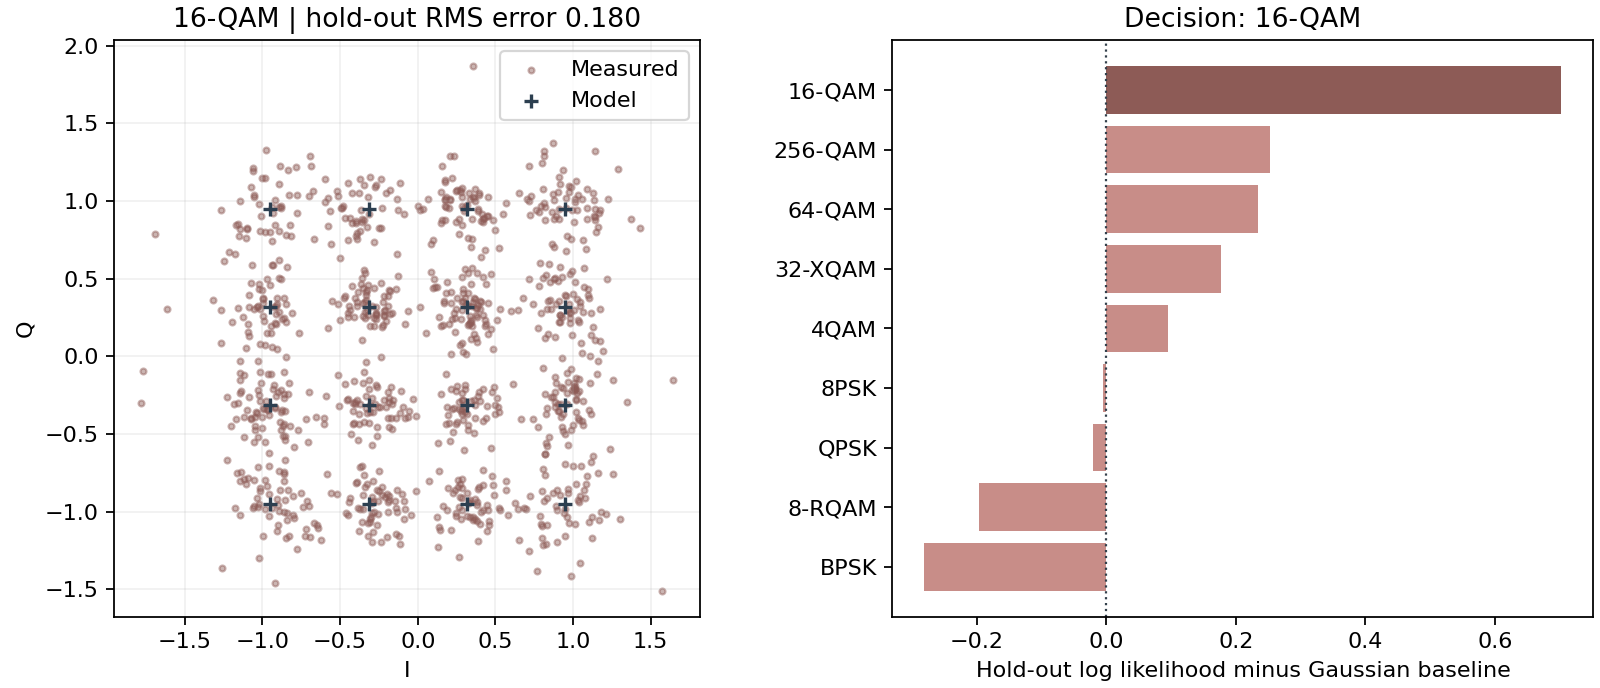 16-QAM | hold-out RMS error 0.180
2.0
1.5
1.0
0.5
0.0
−0.5
−1.0
−1.5
Q
Measured
Model
−1.5
−1.0
−0.5
0.0
0.5
1.0
1.5
I
Decision: 16-QAM
16-QAM
256-QAM
64-QAM
32-XQAM
4QAM
8PSK
QPSK
8-RQAM
BPSK
−0.2
0.0
0.2
0.4
0.6
Hold-out log likelihood minus Gaussian baseline